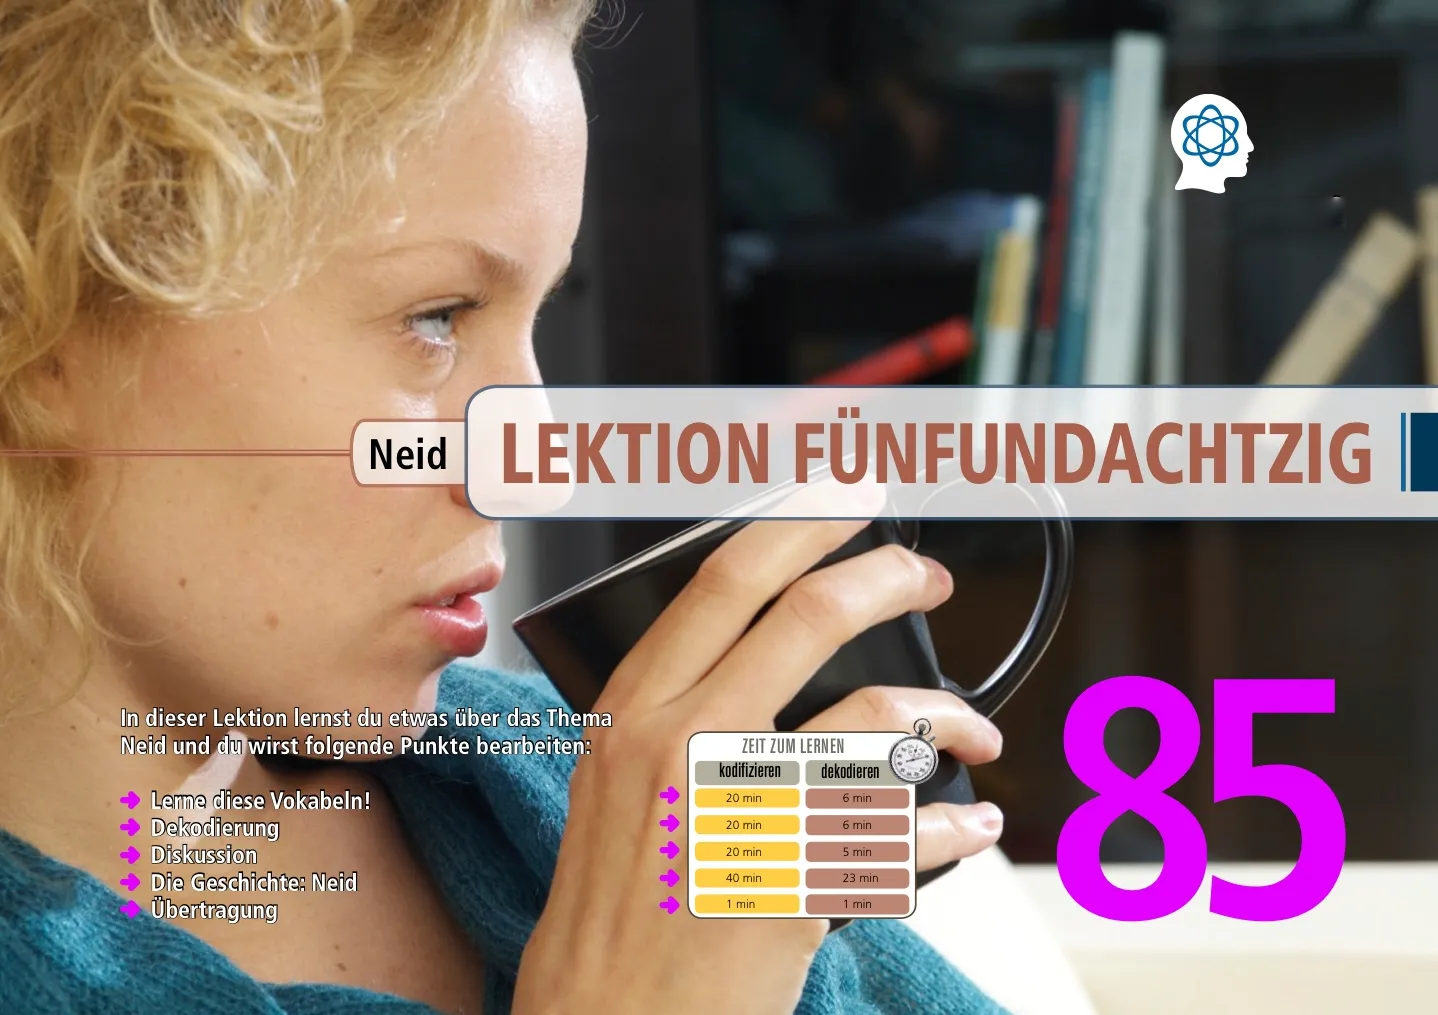 Neid
LEKTION FÜNFUNDACHTZIG
In dieser Lektion lernst du etwas über das Thema
Neid und du wirst folgende Punkte bearbeiten:
Lerne diese Vokabeln!
Dekodierung
Diskussion
Die Geschichte: Neid
Übertragung
ZEIT ZUM LERNEN
kodifizieren dekodieren
20 min 6 min
20 min 6 min
20 min 5 min
40 min 23 min
1 min 1 min
85